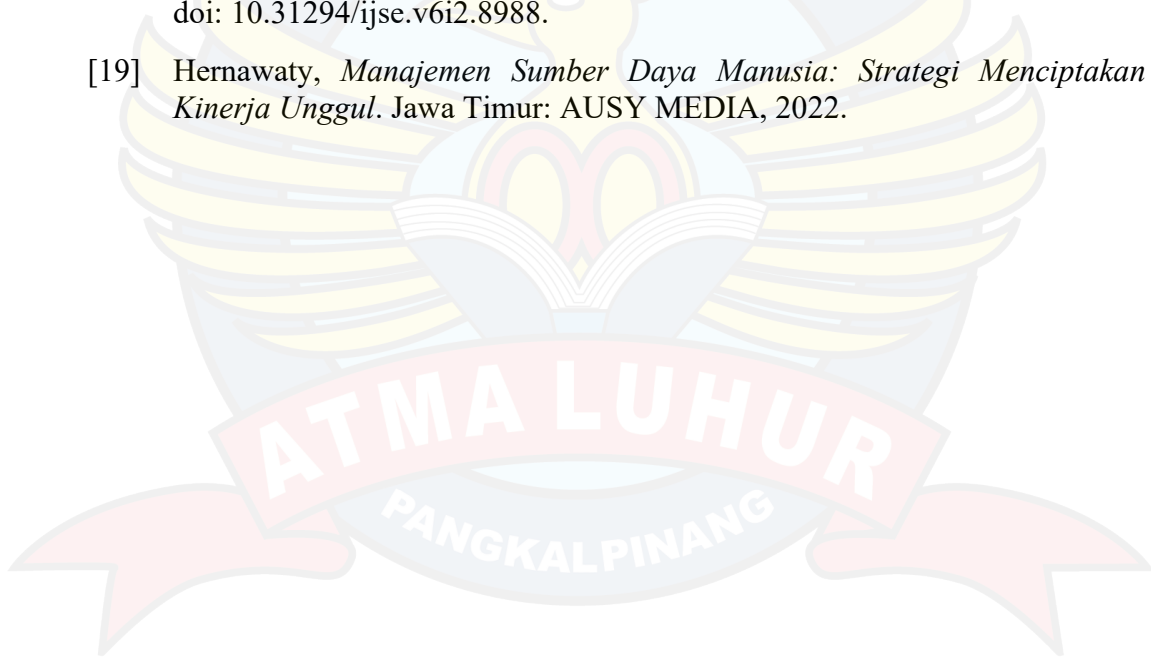 doi: 10.31294/ijse.v6i2.8988.
[19] Hernawaty, Manajemen Sumber Daya Manusia: Strategi Menciptakan
Kinerja Unggul. Jawa Timur: AUSY MEDIA, 2022.
ATMA LUHUR
PANGKALPINANG